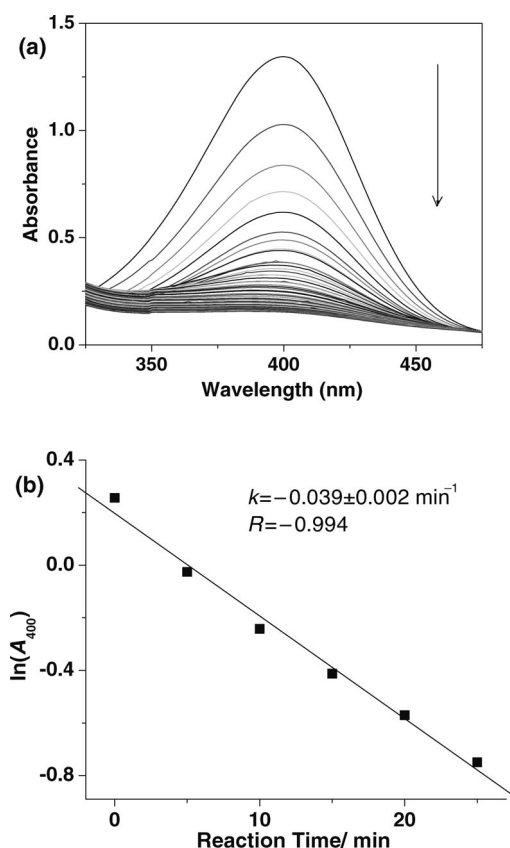 (a)
1.5
1.0
0.5
0.0
Absorbance
350
400
450
Wavelength (nm)
(b)
0.4
0.0
-0.4
-0.8
ln(A400)
k=−0.039±0.002 min−1
R=−0.994
0
10
20
Reaction Time/ min